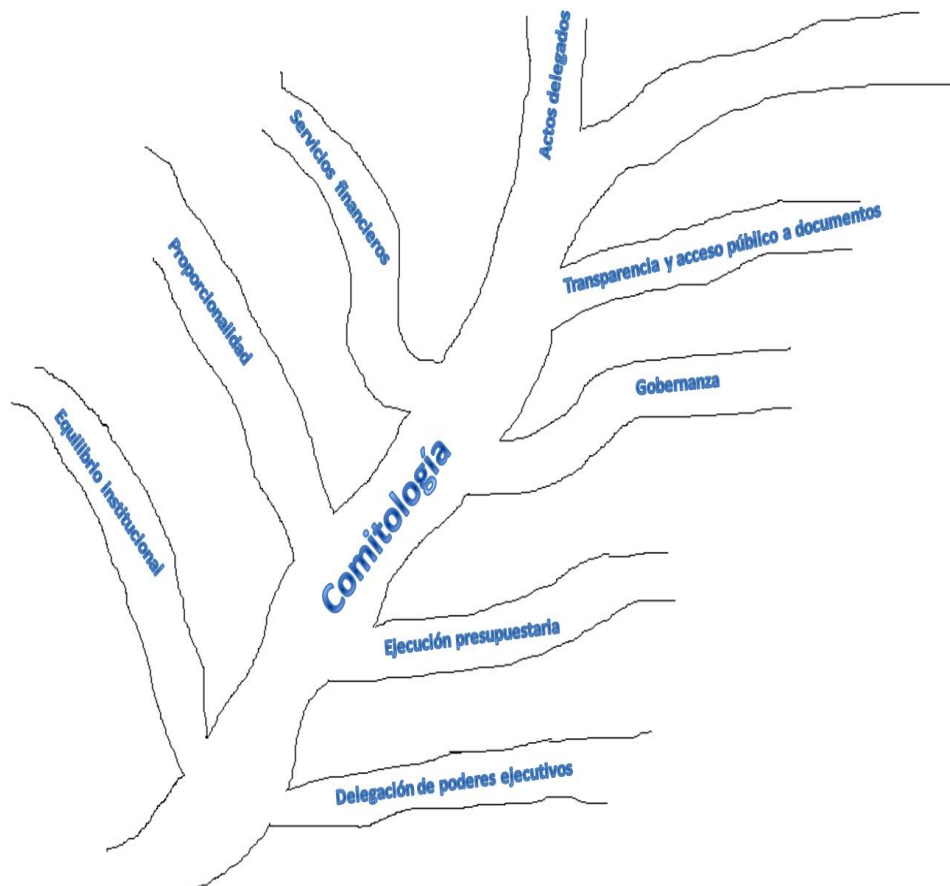 Actos delegados
Servicios financieros
Transparencia y acceso público a documentos
Proporcionalidad
Gobernanza
Equilibrio institucional
Comitología
Ejecución presupuestaria
Delegación de poderes ejecutivos